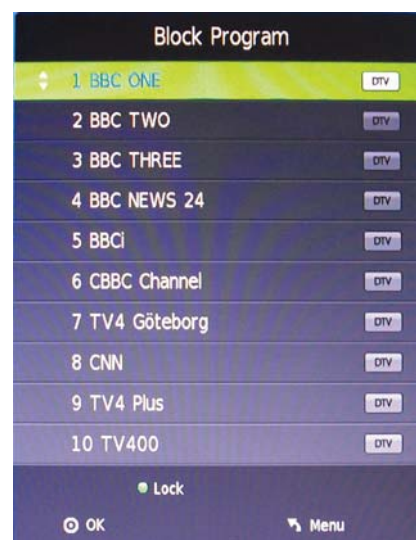 Block Program
1 BBC ONE DTV
2 BBC TWO DTV
3 BBC THREE DTV
4 BBC NEWS 24 DTV
5 BBCi DTV
6 CBBC Channel DTV
7 TV4 Göteborg DTV
8 CNN DTV
9 TV4 Plus DTV
10 TV400 DTV
Lock
OK Menu